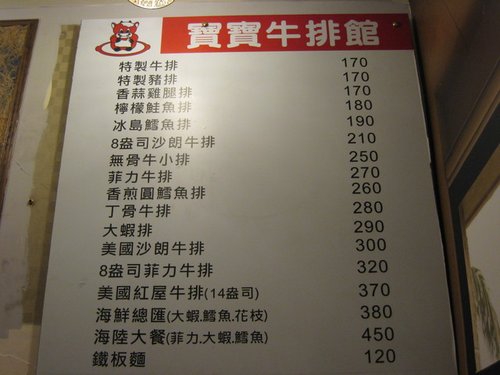 寶寶牛排館
特製牛排 170
特製豬排 170
香蒜雞腿排 170
檸檬鮭魚排 180
冰島鱈魚排 190
8盎司沙朗牛排 210
無骨牛小排 250
菲力牛排 270
香煎圓鱈魚排 260
丁骨牛排 280
大蝦排 290
美國沙朗牛排 300
8盎司菲力牛排 320
美國紅屋牛排(14盎司) 370
海鮮總匯(大蝦.鱈魚.花枝) 380
海陸大餐(菲力.大蝦.鱈魚) 450
鐵板麵 120